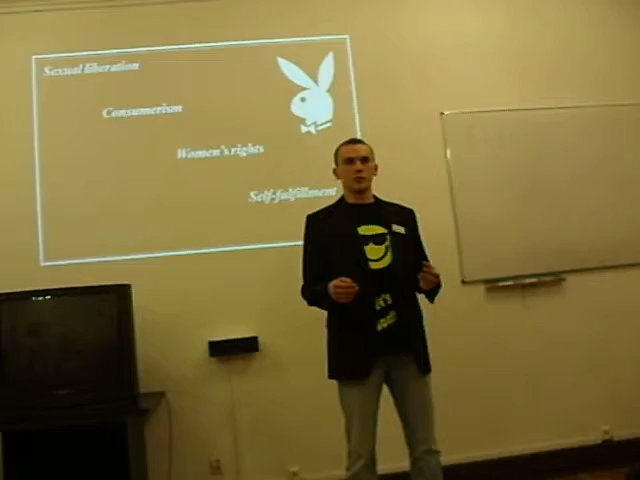 Sexual liberation
Consumerism
Women's rights
Self-fulfillment